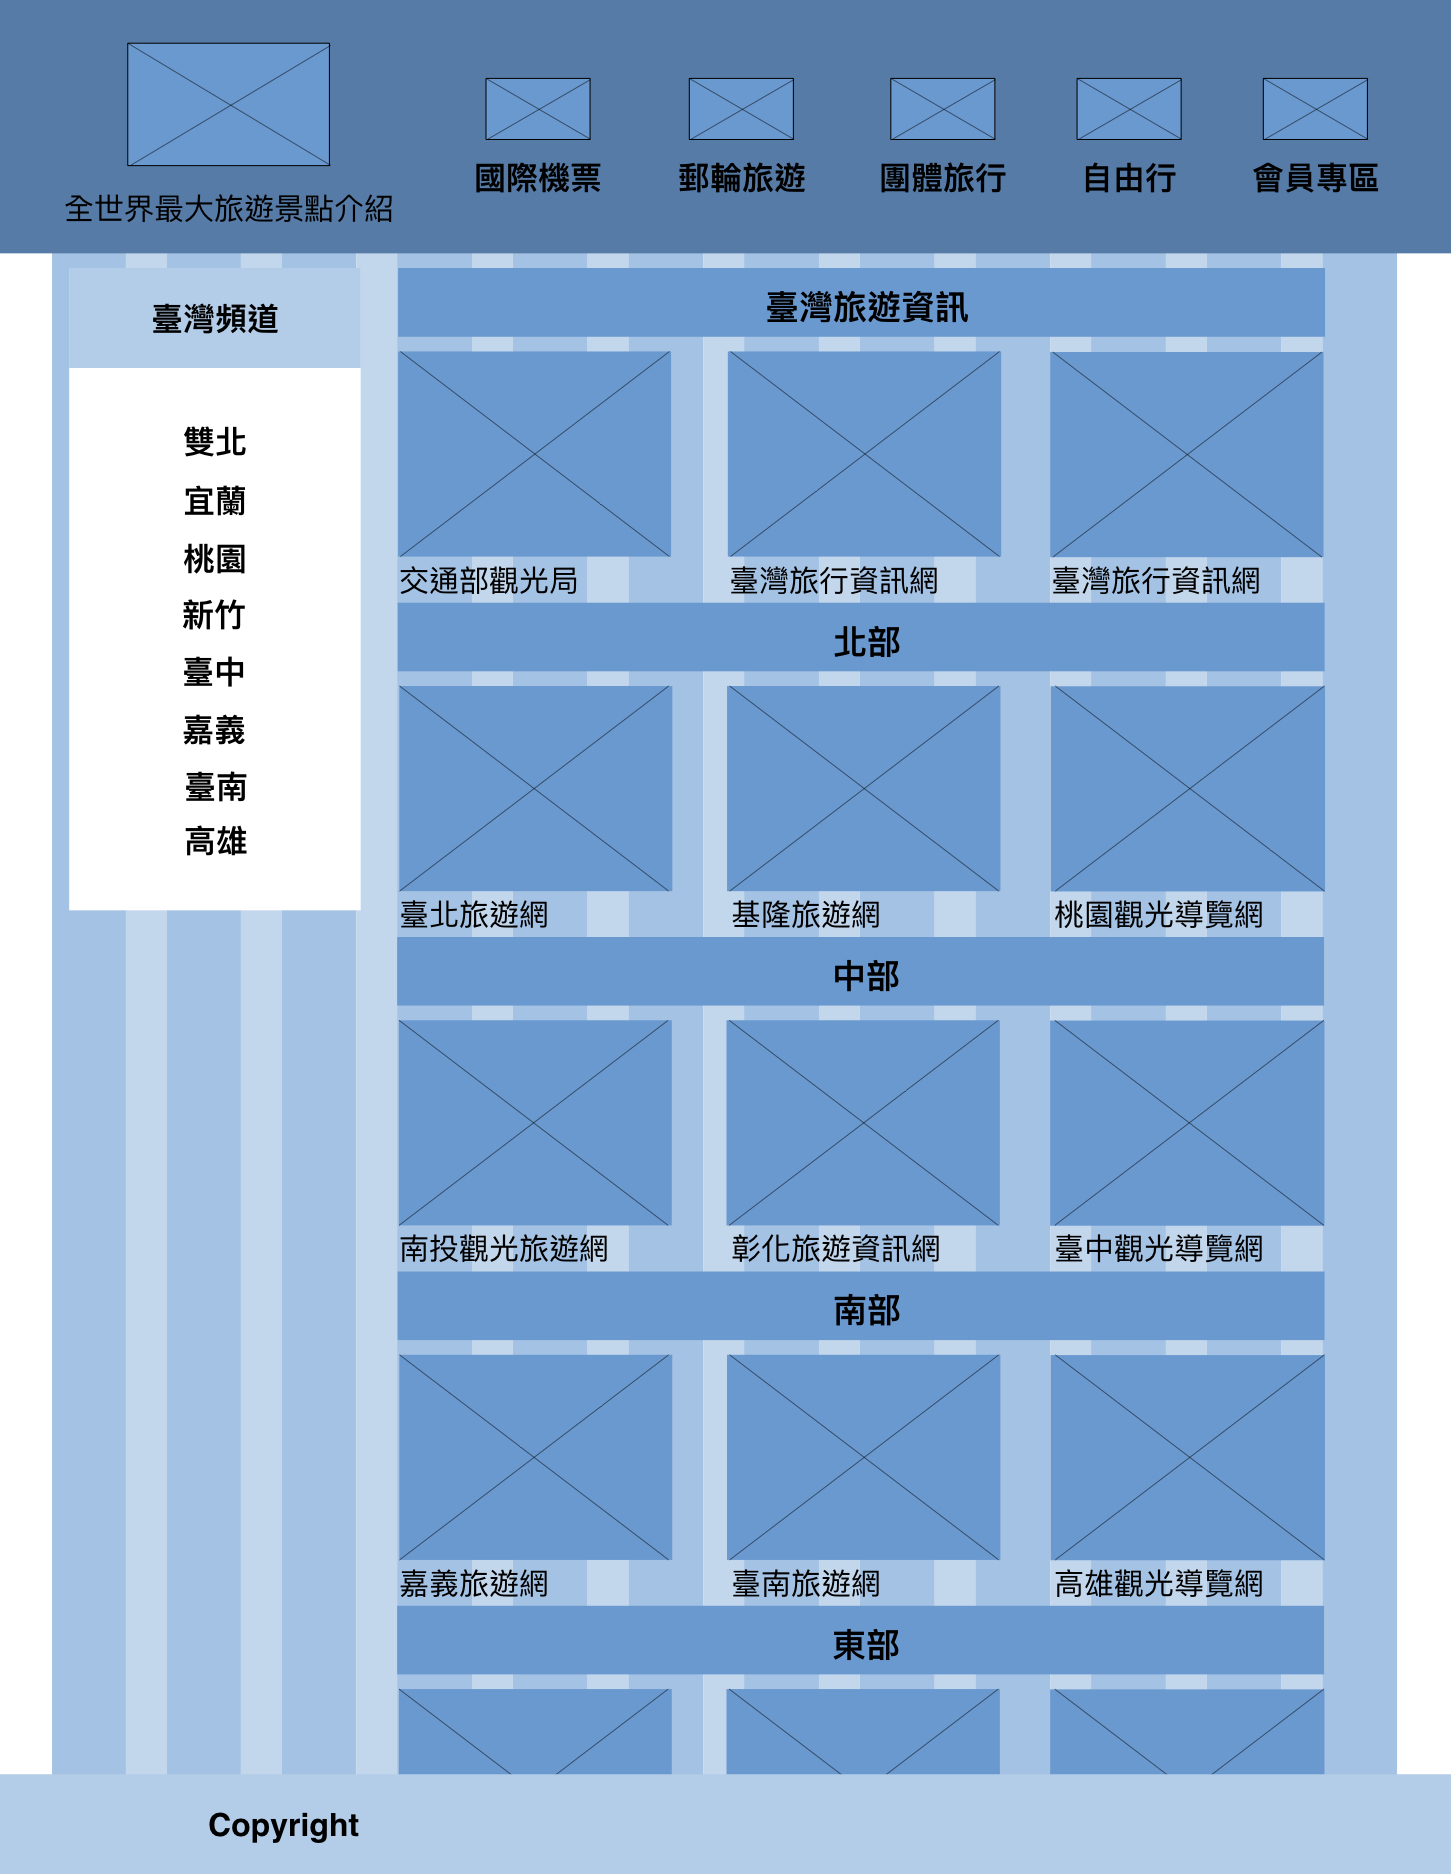 全世界最大旅遊景點介紹
國際機票
郵輪旅遊
團體旅行
自由行
會員專區
臺灣頻道
雙北
宜蘭
桃園
新竹
臺中
嘉義
臺南
高雄
臺灣旅遊資訊
交通部觀光局
臺灣旅行資訊網
臺灣旅行資訊網
北部
臺北旅遊網
基隆旅遊網
桃園觀光導覽網
中部
南投觀光旅遊網
彰化旅遊資訊網
臺中觀光導覽網
南部
嘉義旅遊網
臺南旅遊網
高雄觀光導覽網
東部
Copyright